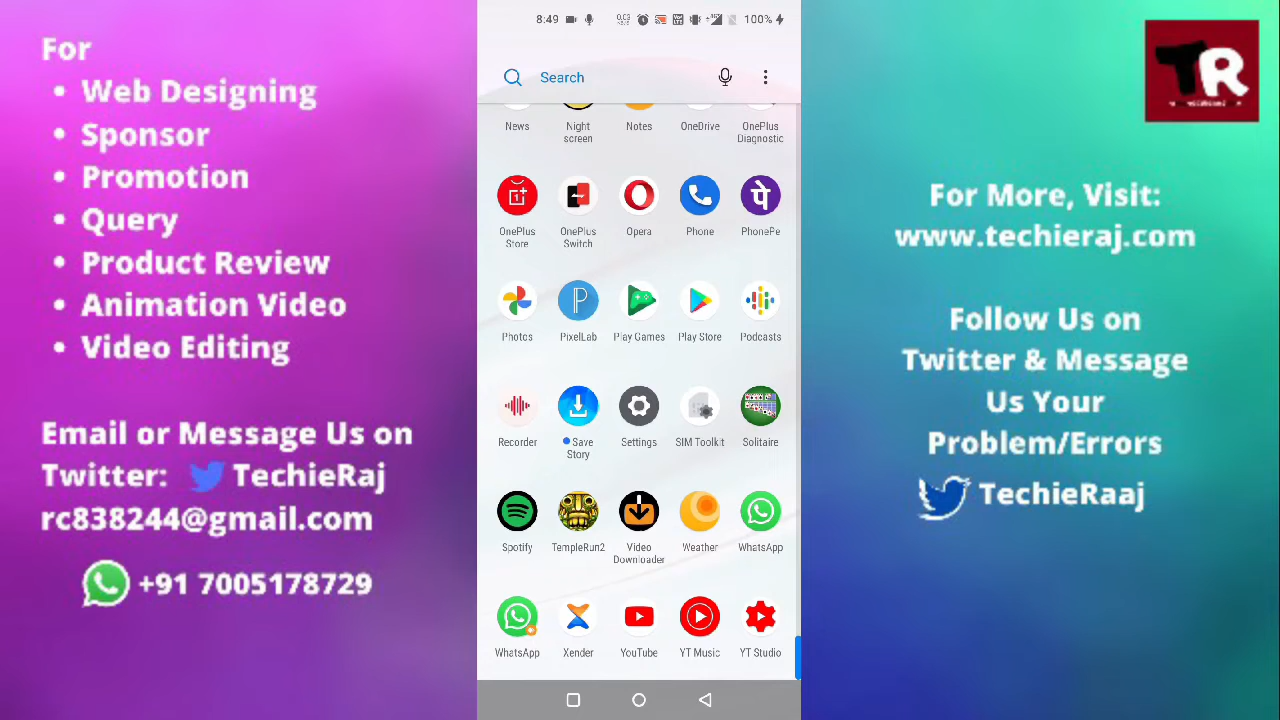 For
• Web Designing
• Sponsor
• Promotion
• Query
• Product Review
• Animation Video
• Video Editing
Email or Message Us on
Twitter: TechieRaj
rc838244@gmail.com
+91 7005178729
8:49
100%
Search
News
Night screen
Notes
OneDrive
OnePlus Diagnostic
OnePlus Store
OnePlus Switch
Opera
Phone
PhonePe
Photos
PixelLab
Play Games
Play Store
Podcasts
Recorder
Save Story
Settings
SIM Toolkit
Solitaire
Spotify
TempleRun2
Video Downloader
Weather
WhatsApp
WhatsApp
Xender
YouTube
YT Music
YT Studio
TR
For More, Visit:
www.techieraj.com
Follow Us on
Twitter & Message
Us Your
Problem/Errors
TechieRaaj